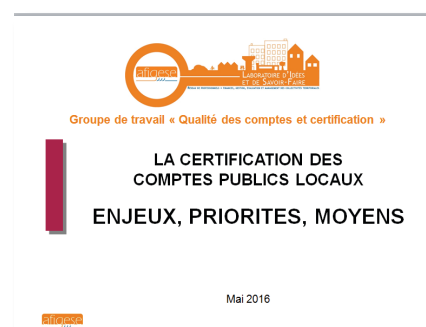 afigese
LABORATOIRE D'IDÉES
ET DE SAVOIR-FAIRE
Groupe de travail « Qualité des comptes et certification »
LA CERTIFICATION DES
COMPTES PUBLICS LOCAUX
ENJEUX, PRIORITES, MOYENS
Mai 2016
afigese